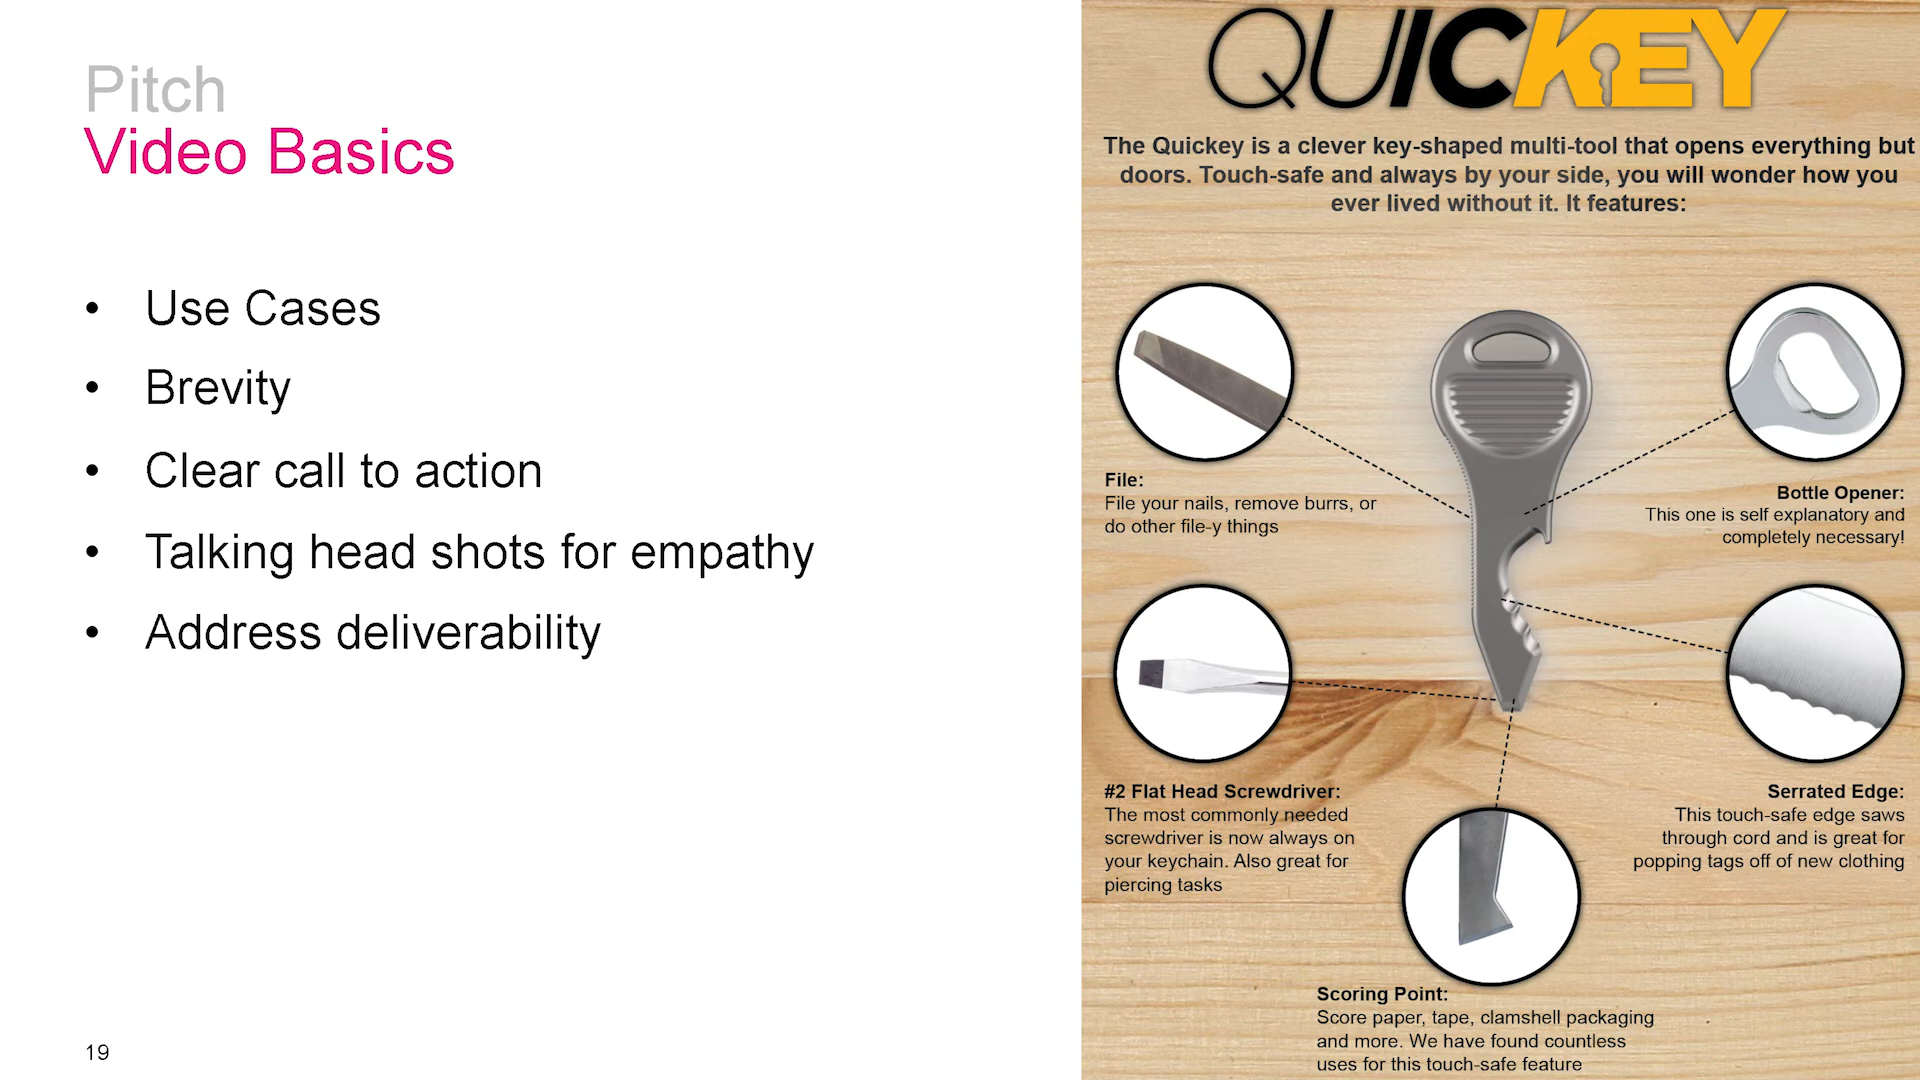 Pitch
Video Basics
• Use Cases
• Brevity
• Clear call to action
• Talking head shots for empathy
• Address deliverability
19
QUICKEY
The Quickey is a clever key-shaped multi-tool that opens everything but
doors. Touch-safe and always by your side, you will wonder how you
ever lived without it. It features:
File:
File your nails, remove burrs, or
do other file-y things
Bottle Opener:
This one is self explanatory and
completely necessary!
#2 Flat Head Screwdriver:
The most commonly needed
screwdriver is now always on
your keychain. Also great for
piercing tasks
Serrated Edge:
This touch-safe edge saws
through cord and is great for
popping tags off of new clothing
Scoring Point:
Score paper, tape, clamshell packaging
and more. We have found countless
uses for this touch-safe feature